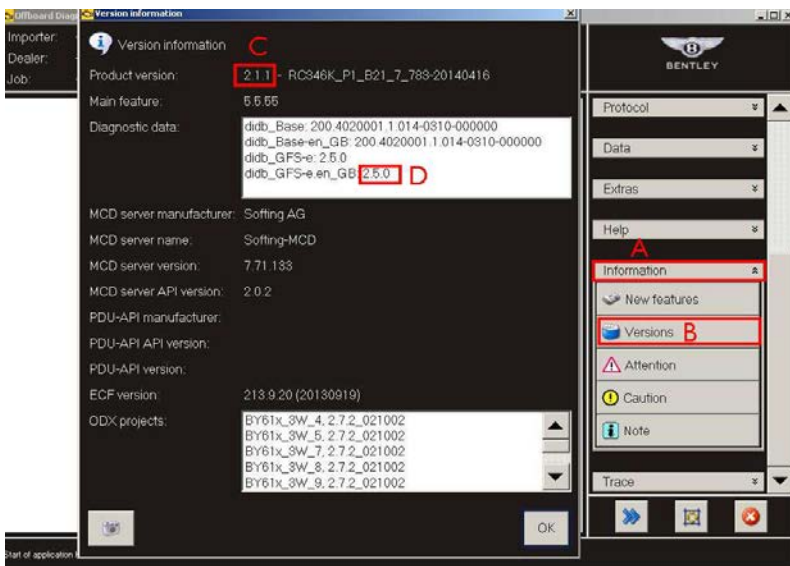 Offboard Diag
Importer:
Dealer:
Job:
Version information
Version information
C
Product version: 2.1.1 - RC346K_P1_B21_7_783-20140416
Main feature: 5.5.55
Diagnostic data:
didb_Base: 200.4020001.1.014-0310-000000
didb_Base-en_GB: 200.4020001.1.014-0310-000000
didb_GFS-e: 2.5.0
didb_GFS-e.en_GB: 2.5.0 D
MCD server manufacturer: Softing AG
MCD server name: Softing-MCD
MCD server version: 7.71.133
MCD server API version: 2.0.2
PDU-API manufacturer:
PDU-API API version:
PDU-API version:
ECF version: 213.9.20 (20130919)
ODX projects:
BY61x_3W_4, 2.7.2_021002
BY61x_3W_5, 2.7.2_021002
BY61x_3W_7, 2.7.2_021002
BY61x_3W_8, 2.7.2_021002
BY61x_3W_9, 2.7.2_021002
OK
Start of application
B
BENTLEY
Protocol
Data
Extras
Help
A
Information
New features
Versions B
Attention
Caution
Note
Trace